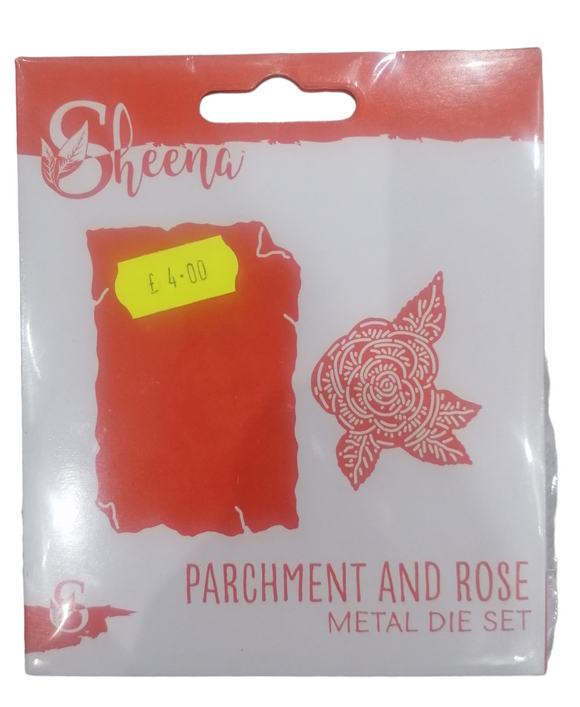 Sheena
£ 4.00
PARCHMENT AND ROSE
METAL DIE SET
S